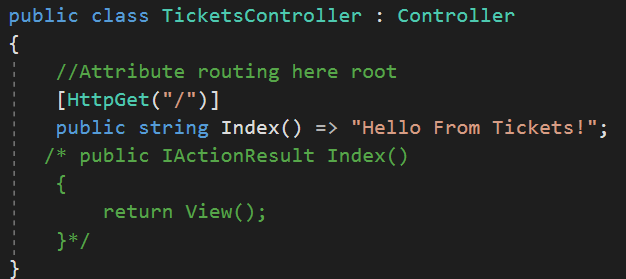 public class TicketsController : Controller
{
    //Attribute routing here root
    [HttpGet("/")]
    public string Index() => "Hello From Tickets!";
   /* public IActionResult Index()
    {
        return View();
    }*/
}